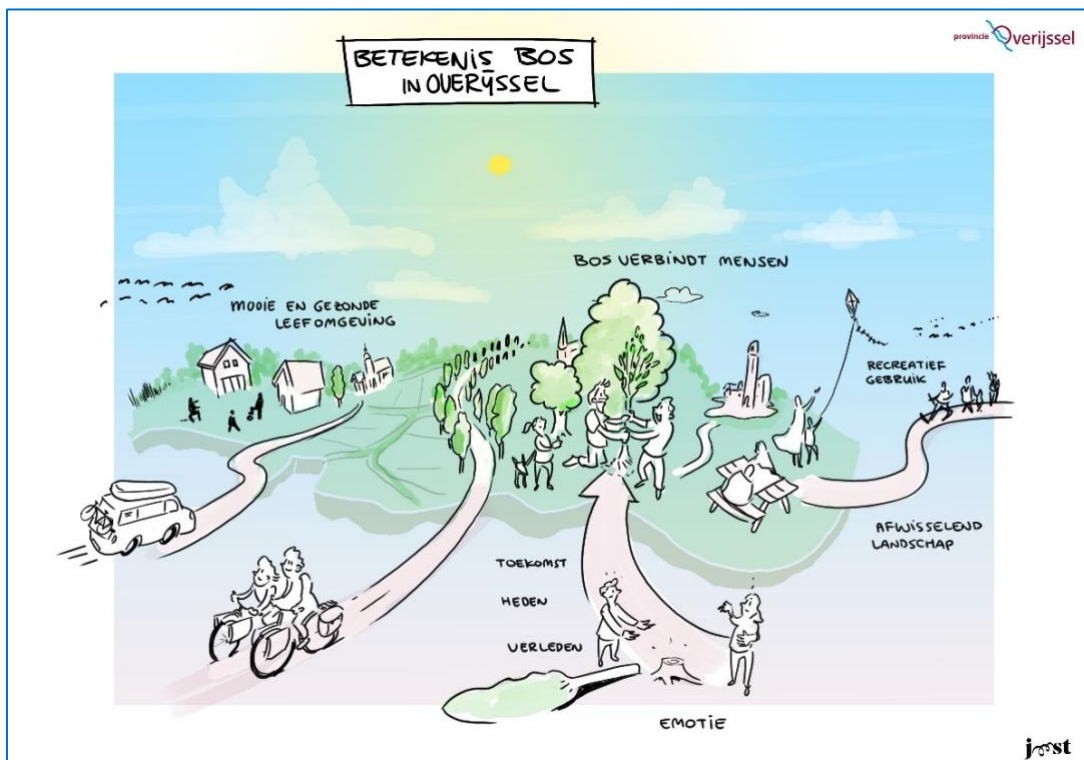 BETEKENIS BOS
IN OVERIJSSEL
provincie Overijssel
BOS VERBINDT MENSEN
MOOIE EN GEZONDE
LEEFOMGEVING
RECREATIEF
GEBRUIK
AFWISSELEND
LANDSCHAP
TOEKOMST
HEDEN
VERLEDEN
EMOTIE
joost